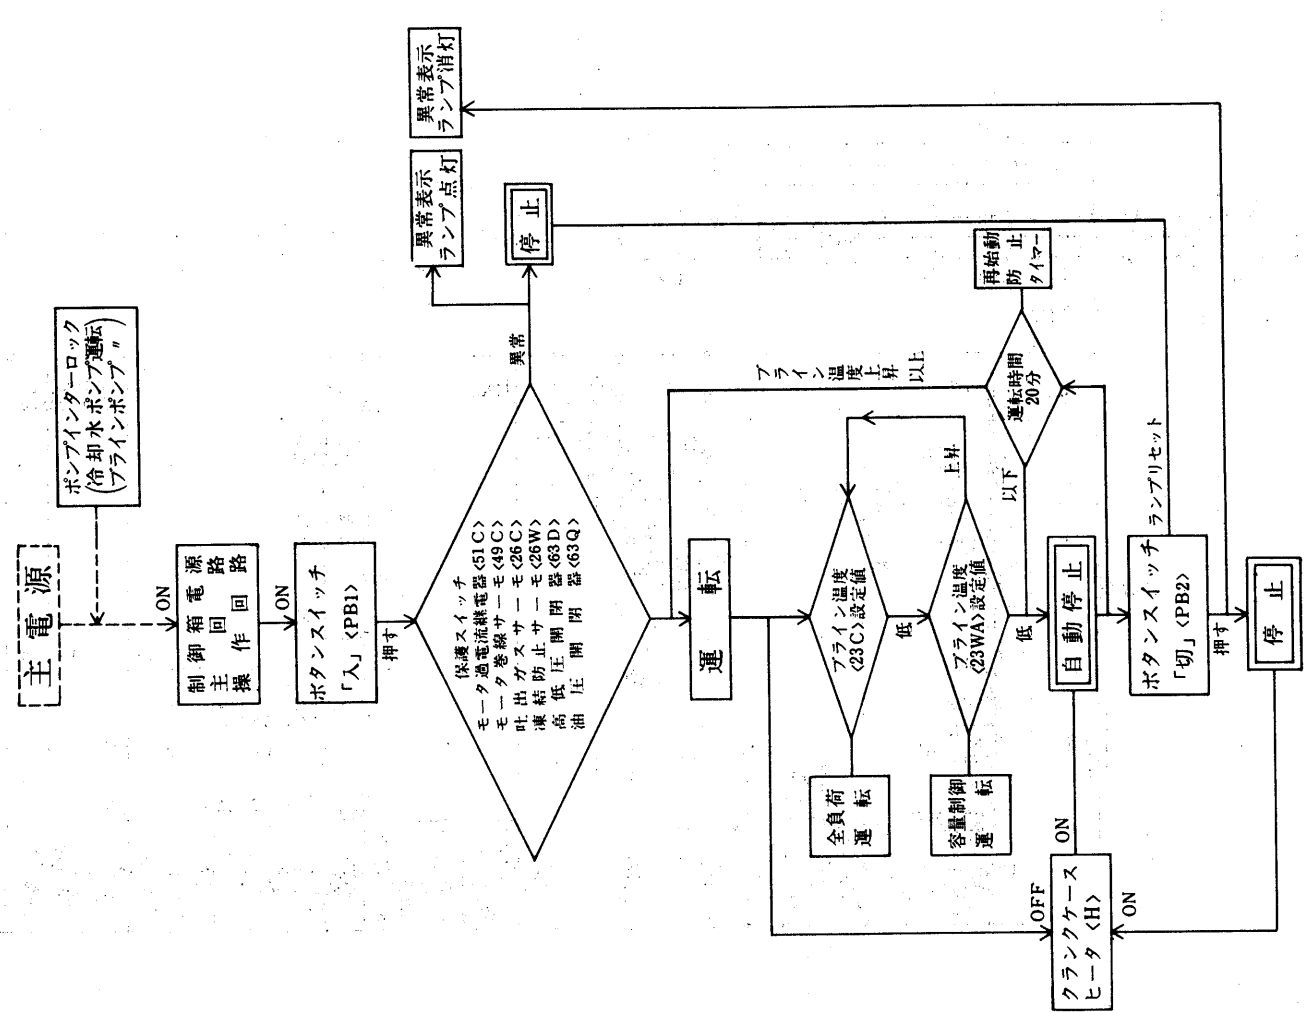 主電源
ポンプインターロック
(冷却水ポンプ運転)
(ブラインポンプ 〃)
ON
制御箱電源
主回路
操作回路
ON
ボタンスイッチ
「入」<PB1>
押す
保護スイッチ
モータ過電流継電器<51C>
モータ巻線サーモ<49C>
吐出ガスサーモ<26C>
凍結防止サーモ<26W>
高低圧開閉器<63D>
油圧開閉器<63Q>
異常
異常表示
ランプ点灯
異常表示
ランプ消灯
停止
運転
ブライン温度
<23C>設定値
全負荷
運転
低
ブライン温度
<23WA>設定値
上昇
容量制御
運転
低
ブライン
温度
上昇
以上
運転時間
20分
以下
再始動
防止
タイマー
自動停止
ON
ボタンスイッチ
「切」<PB2>
ランプリセット
押す
停止
OFF
クランクケース
ヒータ<H>
ON